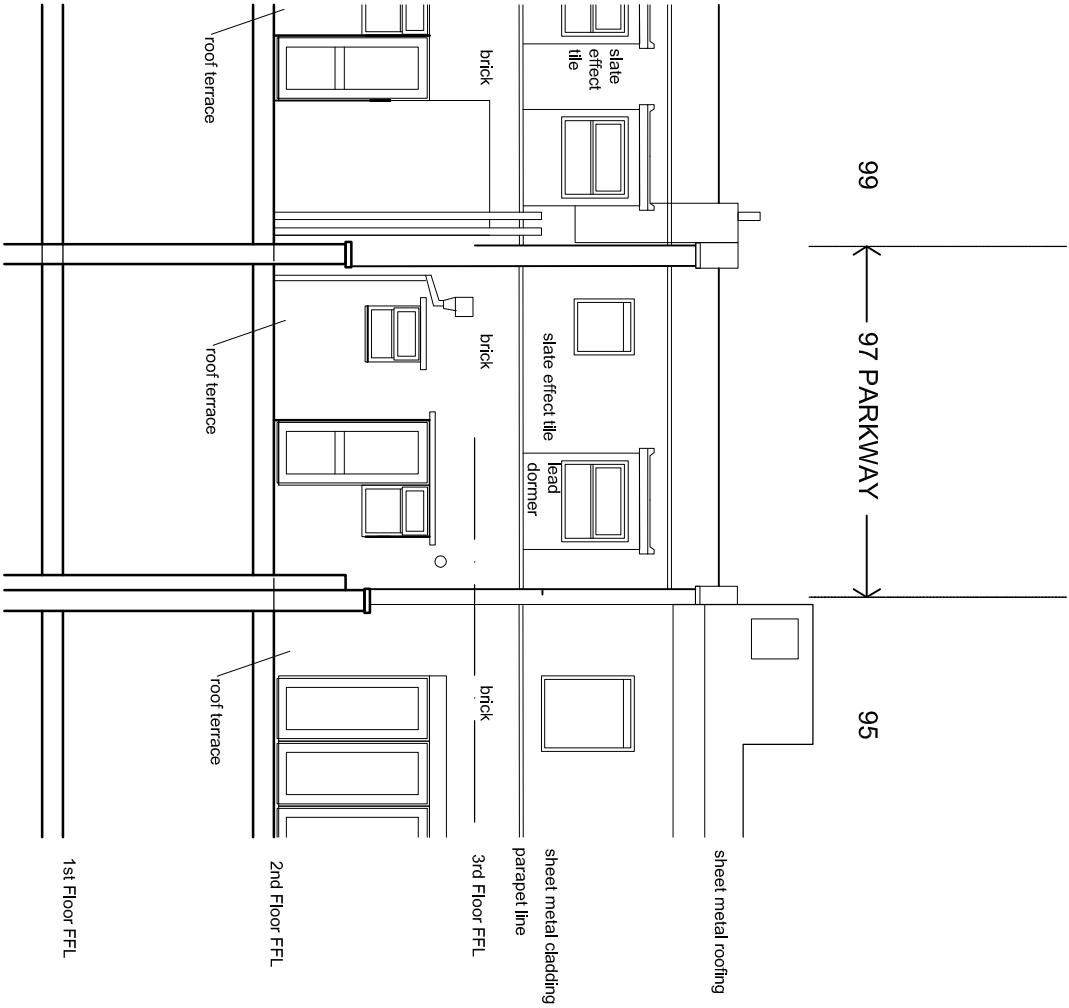 99
97 PARKWAY
95
sheet metal roofing
slate
effect
tile
slate effect tile
lead
dormer
sheet metal cladding
parapet line
brick
brick
brick
3rd Floor FFL
roof terrace
roof terrace
roof terrace
2nd Floor FFL
1st Floor FFL